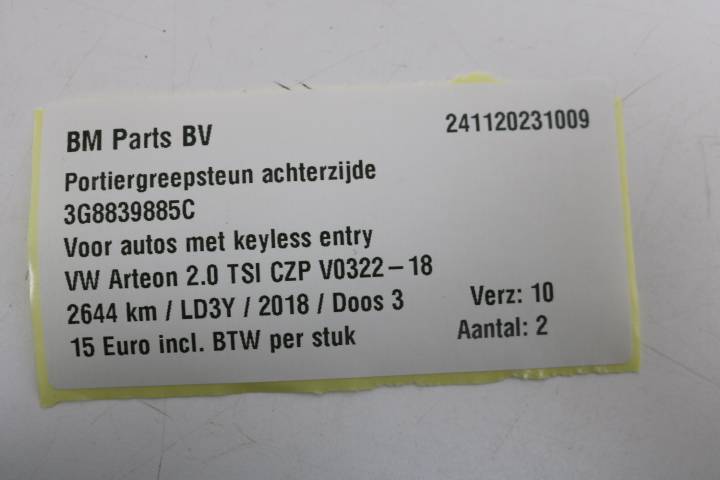 BM Parts BV 241120231009
Portiergreepsteun achterzijde
3G8839885C
Voor autos met keyless entry
VW Arteon 2.0 TSI CZP V0322-18
2644 km / LD3Y / 2018 / Doos 3 Verz: 10
15 Euro incl. BTW per stuk Aantal: 2